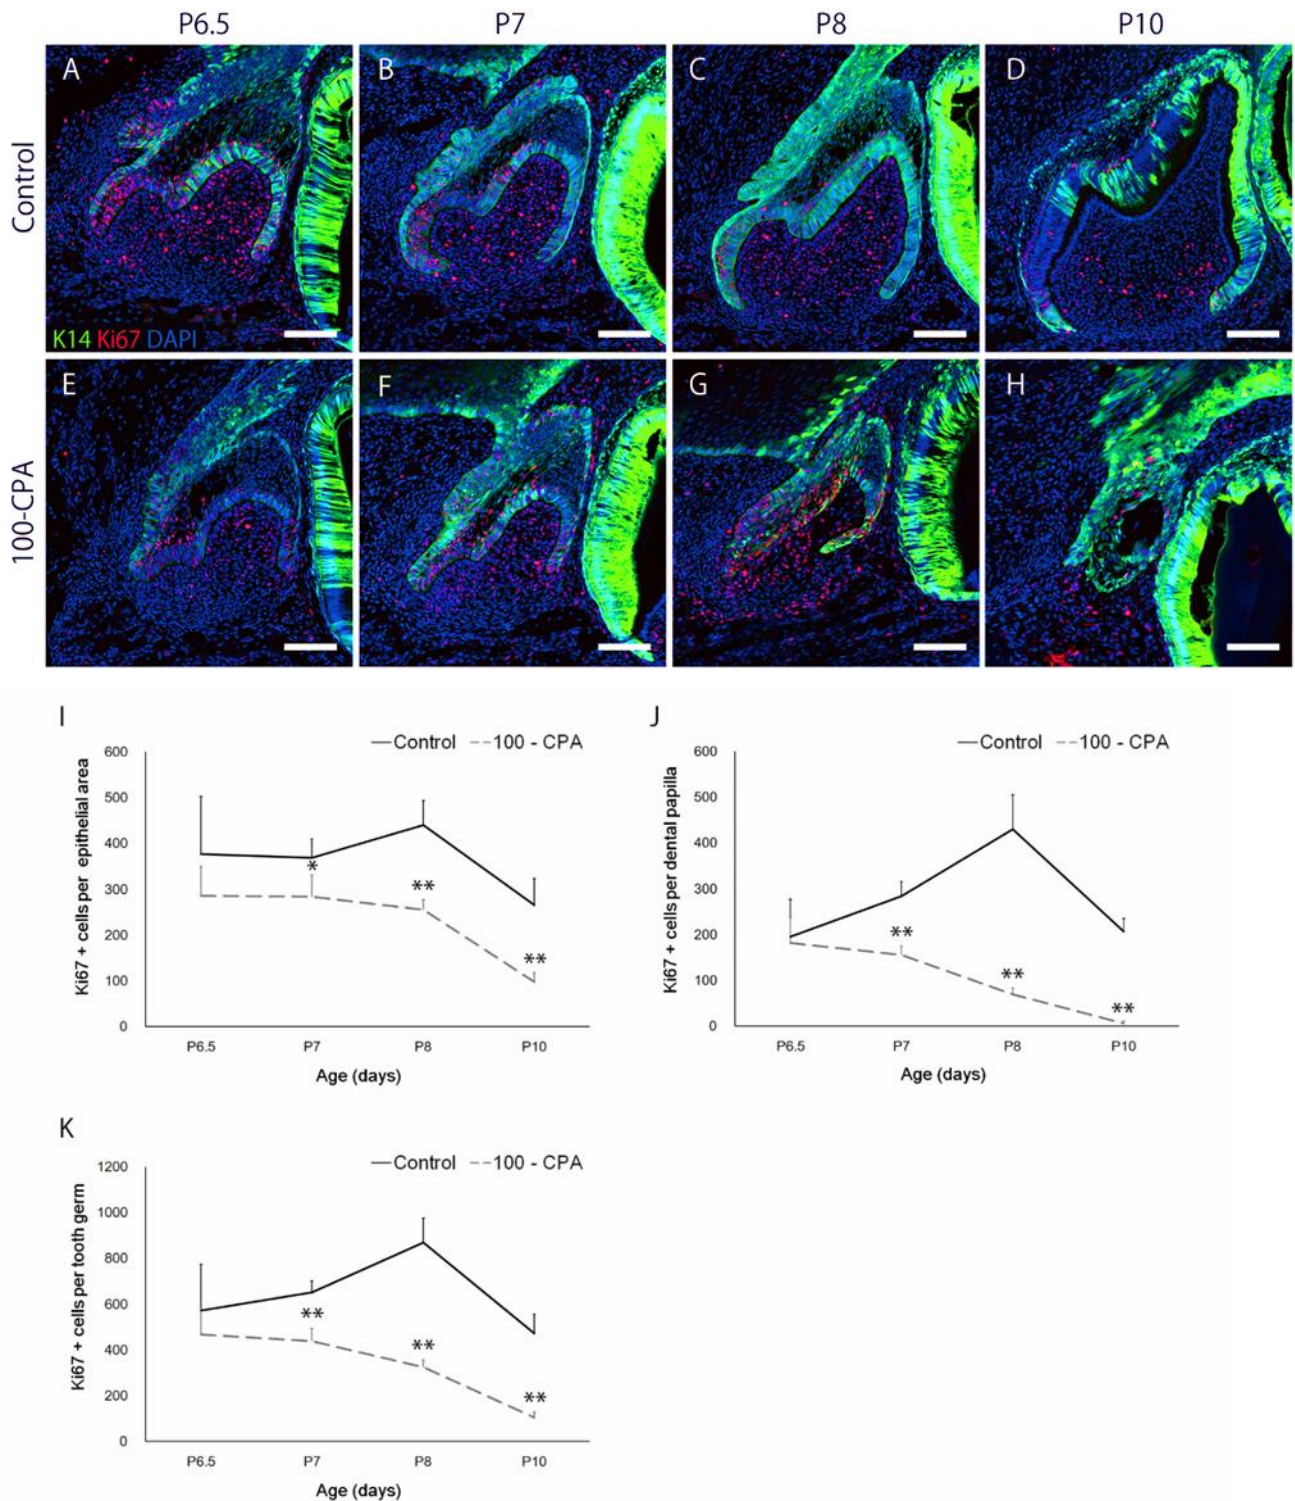 P6.5 P7 P8 P10
Control
A B C D
K14 Ki67 DAPI
100-CPA
E F G H
I
Control 100 - CPA
Ki67 + cells per epithelial area
600
500
400
300
200
100
0
*
**
**
P6.5 P7 P8 P10
Age (days)
J
Control 100 - CPA
Ki67 + cells per dental papilla
600
500
400
300
200
100
0
**
**
**
P6.5 P7 P8 P10
Age (days)
K
Control 100 - CPA
Ki67 + cells per tooth germ
1200
1000
800
600
400
200
0
**
**
**
P6.5 P7 P8 P10
Age (days)